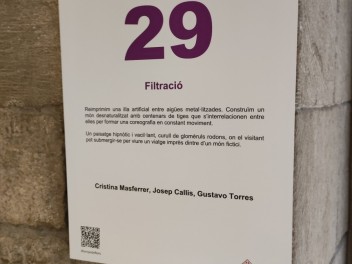 29
Filtració
Reimprimim una illa artificial entre aigües metal·litzades. Construïm un
món desnaturalitzat amb centenars de tiges que s'interrelacionen entre
elles per formar una coreografia en constant moviment.
Un paisatge hipnòtic i vacil·lant, curull de glomèruls rodons, on el visitant
pot submergir-se per viure un viatge imprès dintre d'un món fictici.
Cristina Masferrer, Josep Callís, Gustavo Torres